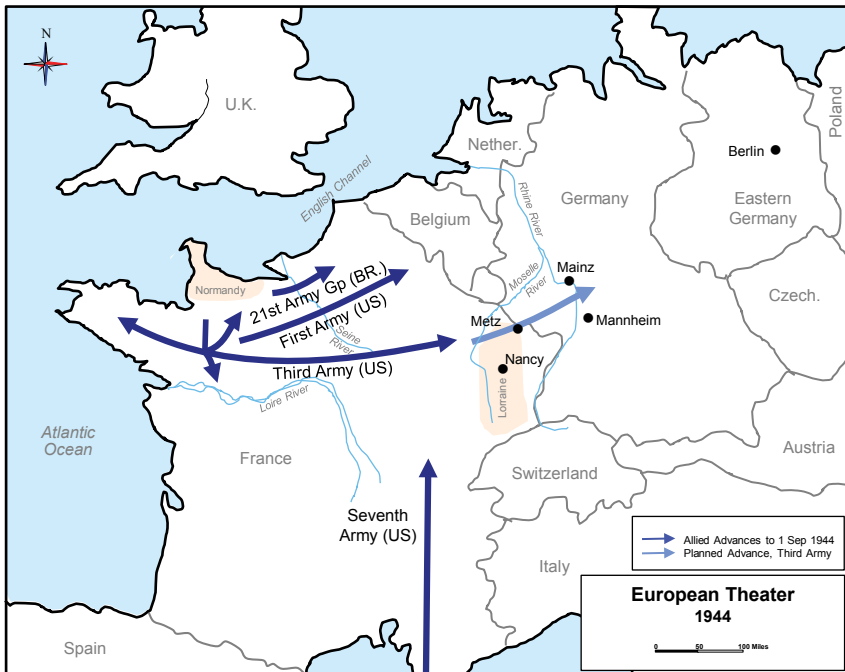 N
U.K.
Nether.
Poland
Berlin
English Channel
Rhine River
Germany
Eastern
Germany
Belgium
Normandy
21st Army Gp (BR.)
First Army (US)
Seine
River
Moselle
River
Mainz
Czech.
Metz
Mannheim
Third Army (US)
Nancy
Lorraine
Loire River
Atlantic
Ocean
France
Austria
Switzerland
Seventh
Army (US)
Allied Advances to 1 Sep 1944
Planned Advance, Third Army
Italy
European Theater
1944
0 50 100 Miles
Spain